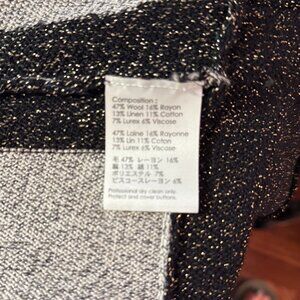 Composition :
47% Wool 16% Rayon
13% Linen 11% Cotton
7% Lurex 6% Viscose
47% Laine 16% Rayonne
13% Lin 11% Coton
7% Lurex 6% Viscose
毛 47% レーヨン 16%
麻 13% 綿 11%
ポリエステル 7%
ビスコースレーヨン 6%
Professional dry clean only.
Protect and cover buttons.